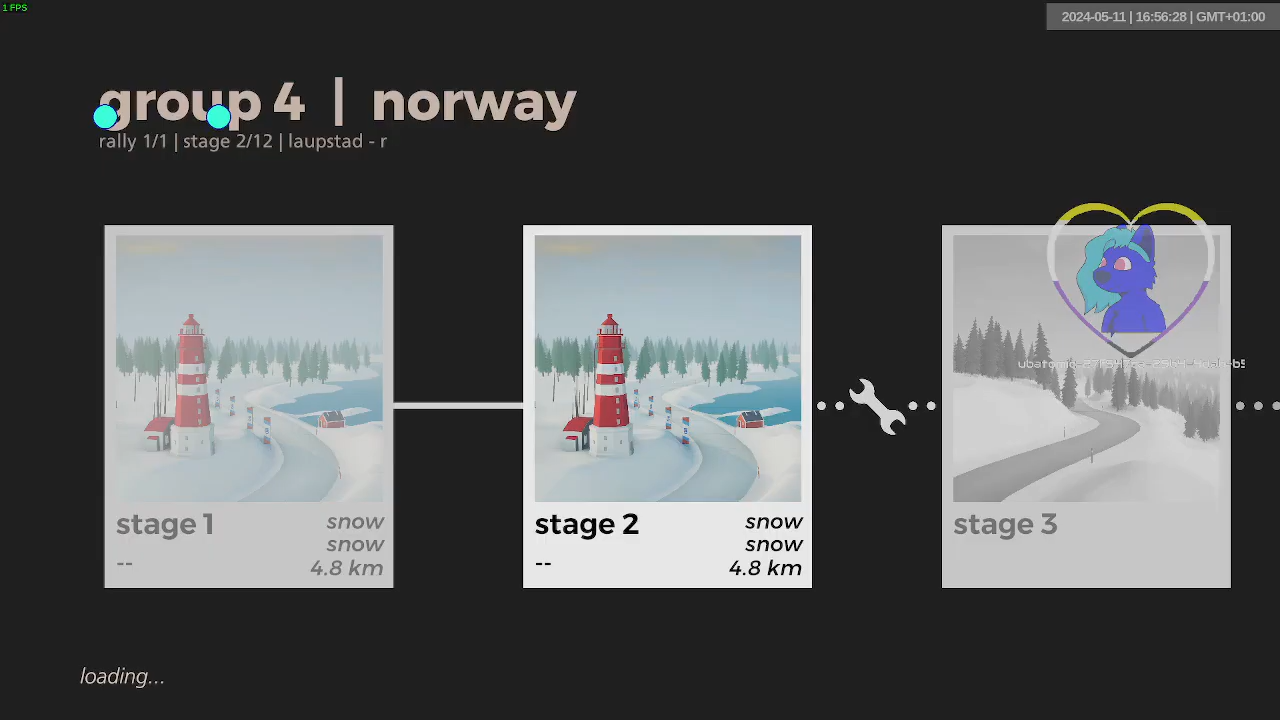 1 FPS
2024-05-11 | 16:56:28 | GMT+01:00
group 4 | norway
rally 1/1 | stage 2/12 | laupstad - r
stage 1
snow
snow
--
4.8 km
stage 2
snow
snow
--
4.8 km
stage 3
loading...